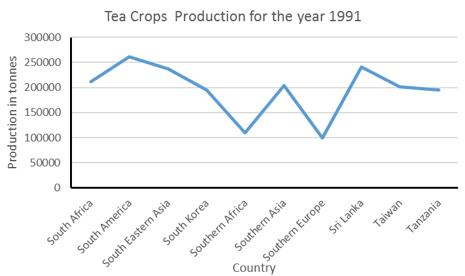 Tea Crops Production for the year 1991
Production in tonnes
300000
250000
200000
150000
100000
50000
0
South Africa
South America
South Eastern Asia
South Korea
Southern Africa
Southern Asia
Southern Europe
Sri Lanka
Taiwan
Tanzania
Country